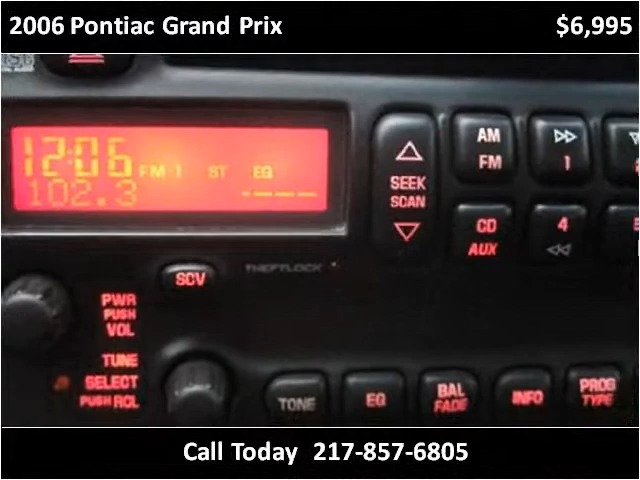 2006 Pontiac Grand Prix $6,995
12:06 FM 1 ST EQ
102.3
SEEK
SCAN
AM
FM
1
CD
AUX
4
SCV
THEFTLOCK
PWR
PUSH
VOL
TUNE
SELECT
PUSH RCL
TONE
EQ
BAL
FADE
INFO
PROG
TYPE
Call Today 217-857-6805